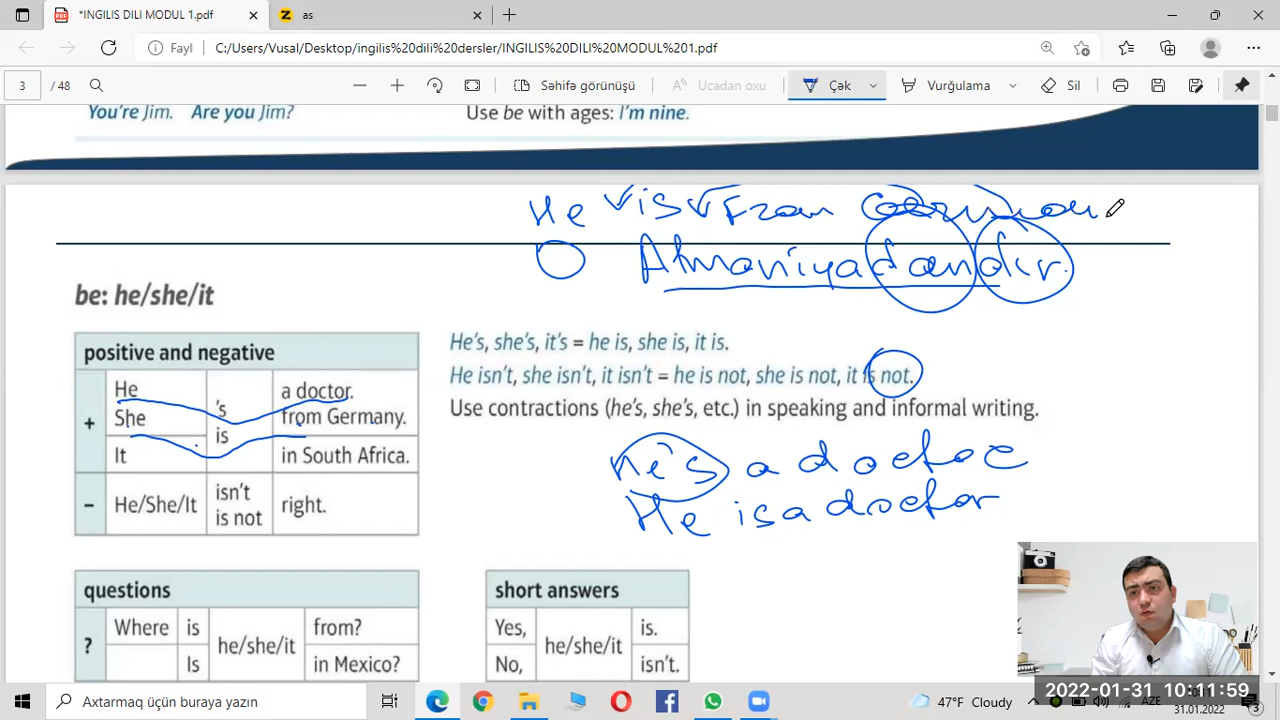 *INGILIS DILI MODUL 1.pdf
as
Fayl
C:/Users/Vusal/Desktop/ingilis%20dili%20dersler/INGILIS%20DILI%20MODUL%201.pdf
3 / 48
Səhifə görünüşü
Ucadan oxu
Çək
Vurğulama
Sil
You're Jim. Are you Jim?
Use be with ages: I'm nine.
He is From
Almaniyadandır.
be: he/she/it
positive and negative
+
He
She
It
's
is
a doctor.
from Germany.
in South Africa.
–
He/She/It
isn't
is not
right.
He's, she's, it's = he is, she is, it is.
He isn't, she isn't, it isn't = he is not, she is not, it is not.
Use contractions (he's, she's, etc.) in speaking and informal writing.
he's a doctor
He is a doctor
questions
?
Where is he/she/it from?
Is in Mexico?
short answers
Yes, he/she/it is.
No, isn't.
Axtarmaq üçün buraya yazın
47°F Cloudy
AZE
2022-01-31 10:11:59
31.01.2022
3